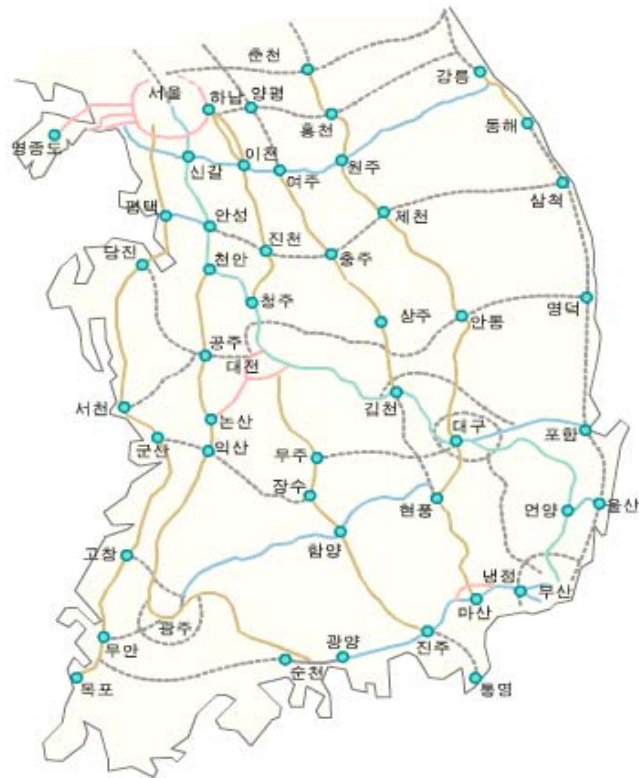 춘천
강릉
서울
하남
양평
홍천
동해
영종도
신갈
이천
여주
원주
삼척
평택
안성
제천
진천
충주
당진
천안
청주
상주
안동
영덕
공주
대전
서천
논산
김천
대구
포항
군산
익산
무주
장수
현풍
언양
울산
고창
함양
냉정
부산
마산
광주
무안
순천
광양
진주
목포
통영